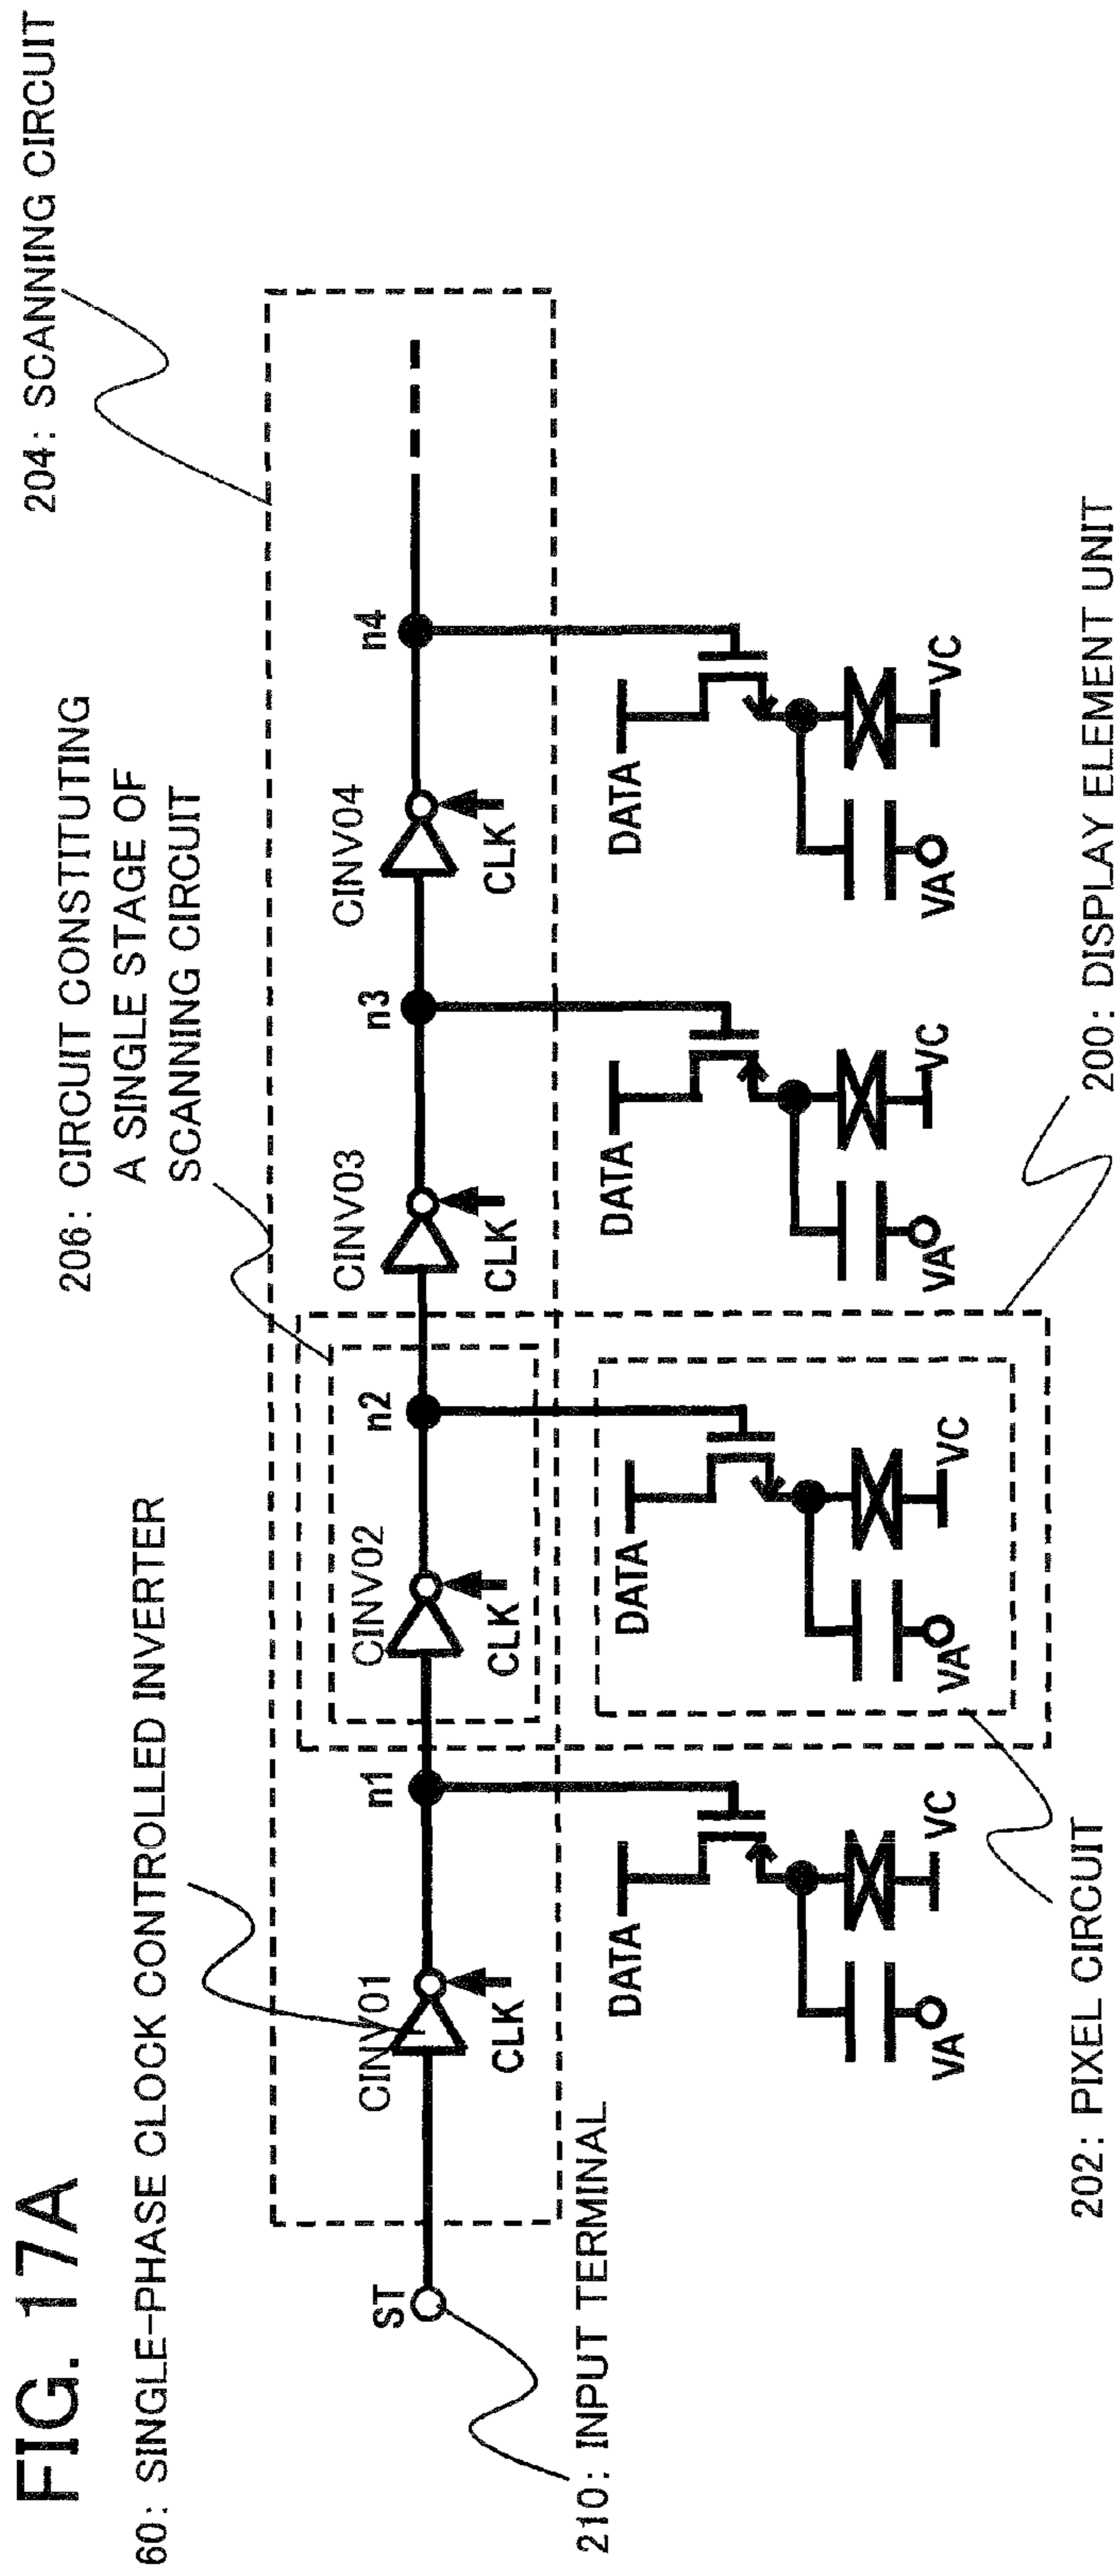 FIG. 17A
60: SINGLE-PHASE CLOCK CONTROLLED INVERTER
206: CIRCUIT CONSTITUTING
A SINGLE STAGE OF
SCANNING CIRCUIT
204: SCANNING CIRCUIT
ST
CINV01
CLK
n1
CINV02
CLK
n2
CINV03
CLK
n3
CINV04
CLK
n4
210: INPUT TERMINAL
DATA
VA
VC
DATA
VA
VC
DATA
VA
VC
DATA
VA
VC
202: PIXEL CIRCUIT
200: DISPLAY ELEMENT UNIT